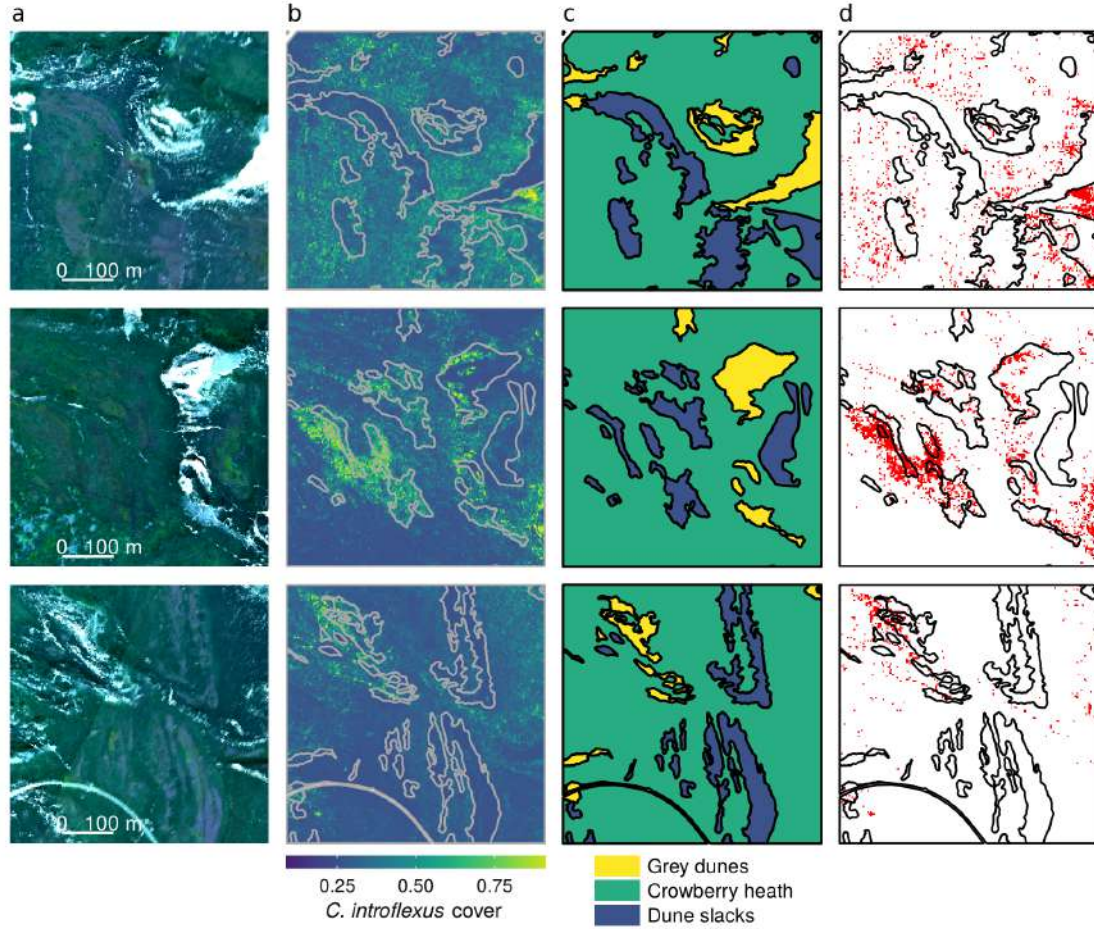 a b c d
0 100 m
0 100 m
0 100 m
0.25 0.50 0.75
C. introflexus cover
Grey dunes
Crowberry heath
Dune slacks